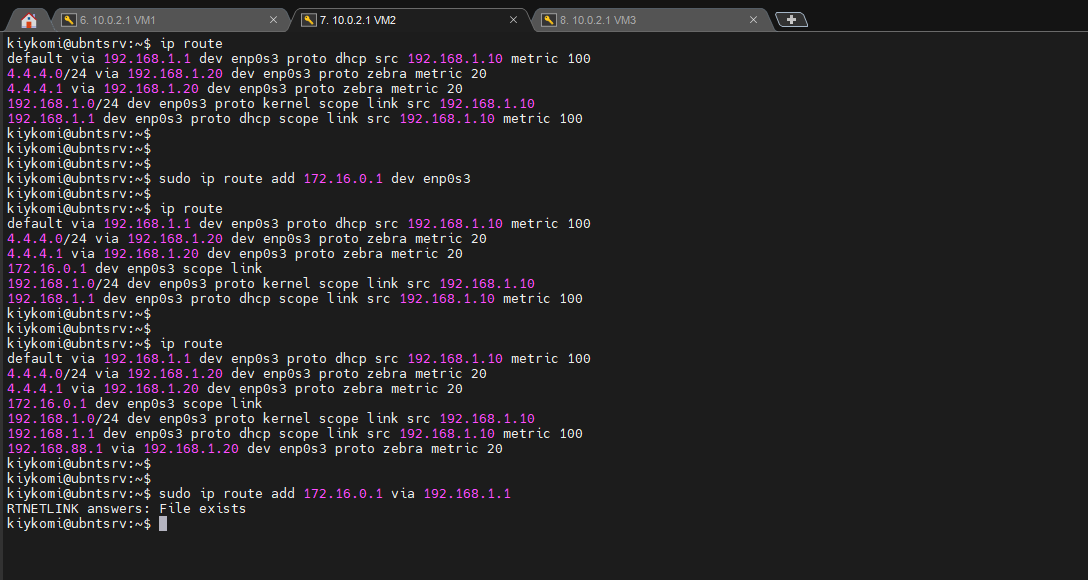 6. 10.0.2.1 VM1
7. 10.0.2.1 VM2
8. 10.0.2.1 VM3
kiykomi@ubntsrv:~$ ip route
default via 192.168.1.1 dev enp0s3 proto dhcp src 192.168.1.10 metric 100
4.4.4.0/24 via 192.168.1.20 dev enp0s3 proto zebra metric 20
4.4.4.1 via 192.168.1.20 dev enp0s3 proto zebra metric 20
192.168.1.0/24 dev enp0s3 proto kernel scope link src 192.168.1.10
192.168.1.1 dev enp0s3 proto dhcp scope link src 192.168.1.10 metric 100
kiykomi@ubntsrv:~$
kiykomi@ubntsrv:~$
kiykomi@ubntsrv:~$
kiykomi@ubntsrv:~$ sudo ip route add 172.16.0.1 dev enp0s3
kiykomi@ubntsrv:~$
kiykomi@ubntsrv:~$ ip route
default via 192.168.1.1 dev enp0s3 proto dhcp src 192.168.1.10 metric 100
4.4.4.0/24 via 192.168.1.20 dev enp0s3 proto zebra metric 20
4.4.4.1 via 192.168.1.20 dev enp0s3 proto zebra metric 20
172.16.0.1 dev enp0s3 scope link
192.168.1.0/24 dev enp0s3 proto kernel scope link src 192.168.1.10
192.168.1.1 dev enp0s3 proto dhcp scope link src 192.168.1.10 metric 100
kiykomi@ubntsrv:~$
kiykomi@ubntsrv:~$
kiykomi@ubntsrv:~$ ip route
default via 192.168.1.1 dev enp0s3 proto dhcp src 192.168.1.10 metric 100
4.4.4.0/24 via 192.168.1.20 dev enp0s3 proto zebra metric 20
4.4.4.1 via 192.168.1.20 dev enp0s3 proto zebra metric 20
172.16.0.1 dev enp0s3 scope link
192.168.1.0/24 dev enp0s3 proto kernel scope link src 192.168.1.10
192.168.1.1 dev enp0s3 proto dhcp scope link src 192.168.1.10 metric 100
192.168.88.1 via 192.168.1.20 dev enp0s3 proto zebra metric 20
kiykomi@ubntsrv:~$
kiykomi@ubntsrv:~$
kiykomi@ubntsrv:~$ sudo ip route add 172.16.0.1 via 192.168.1.1
RTNETLINK answers: File exists
kiykomi@ubntsrv:~$